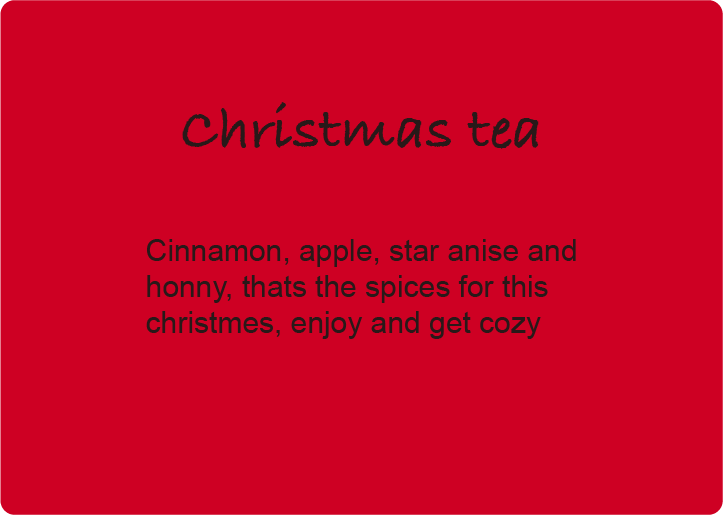 Christmas tea
Cinnamon, apple, star anise and
honny, thats the spices for this
christmes, enjoy and get cozy